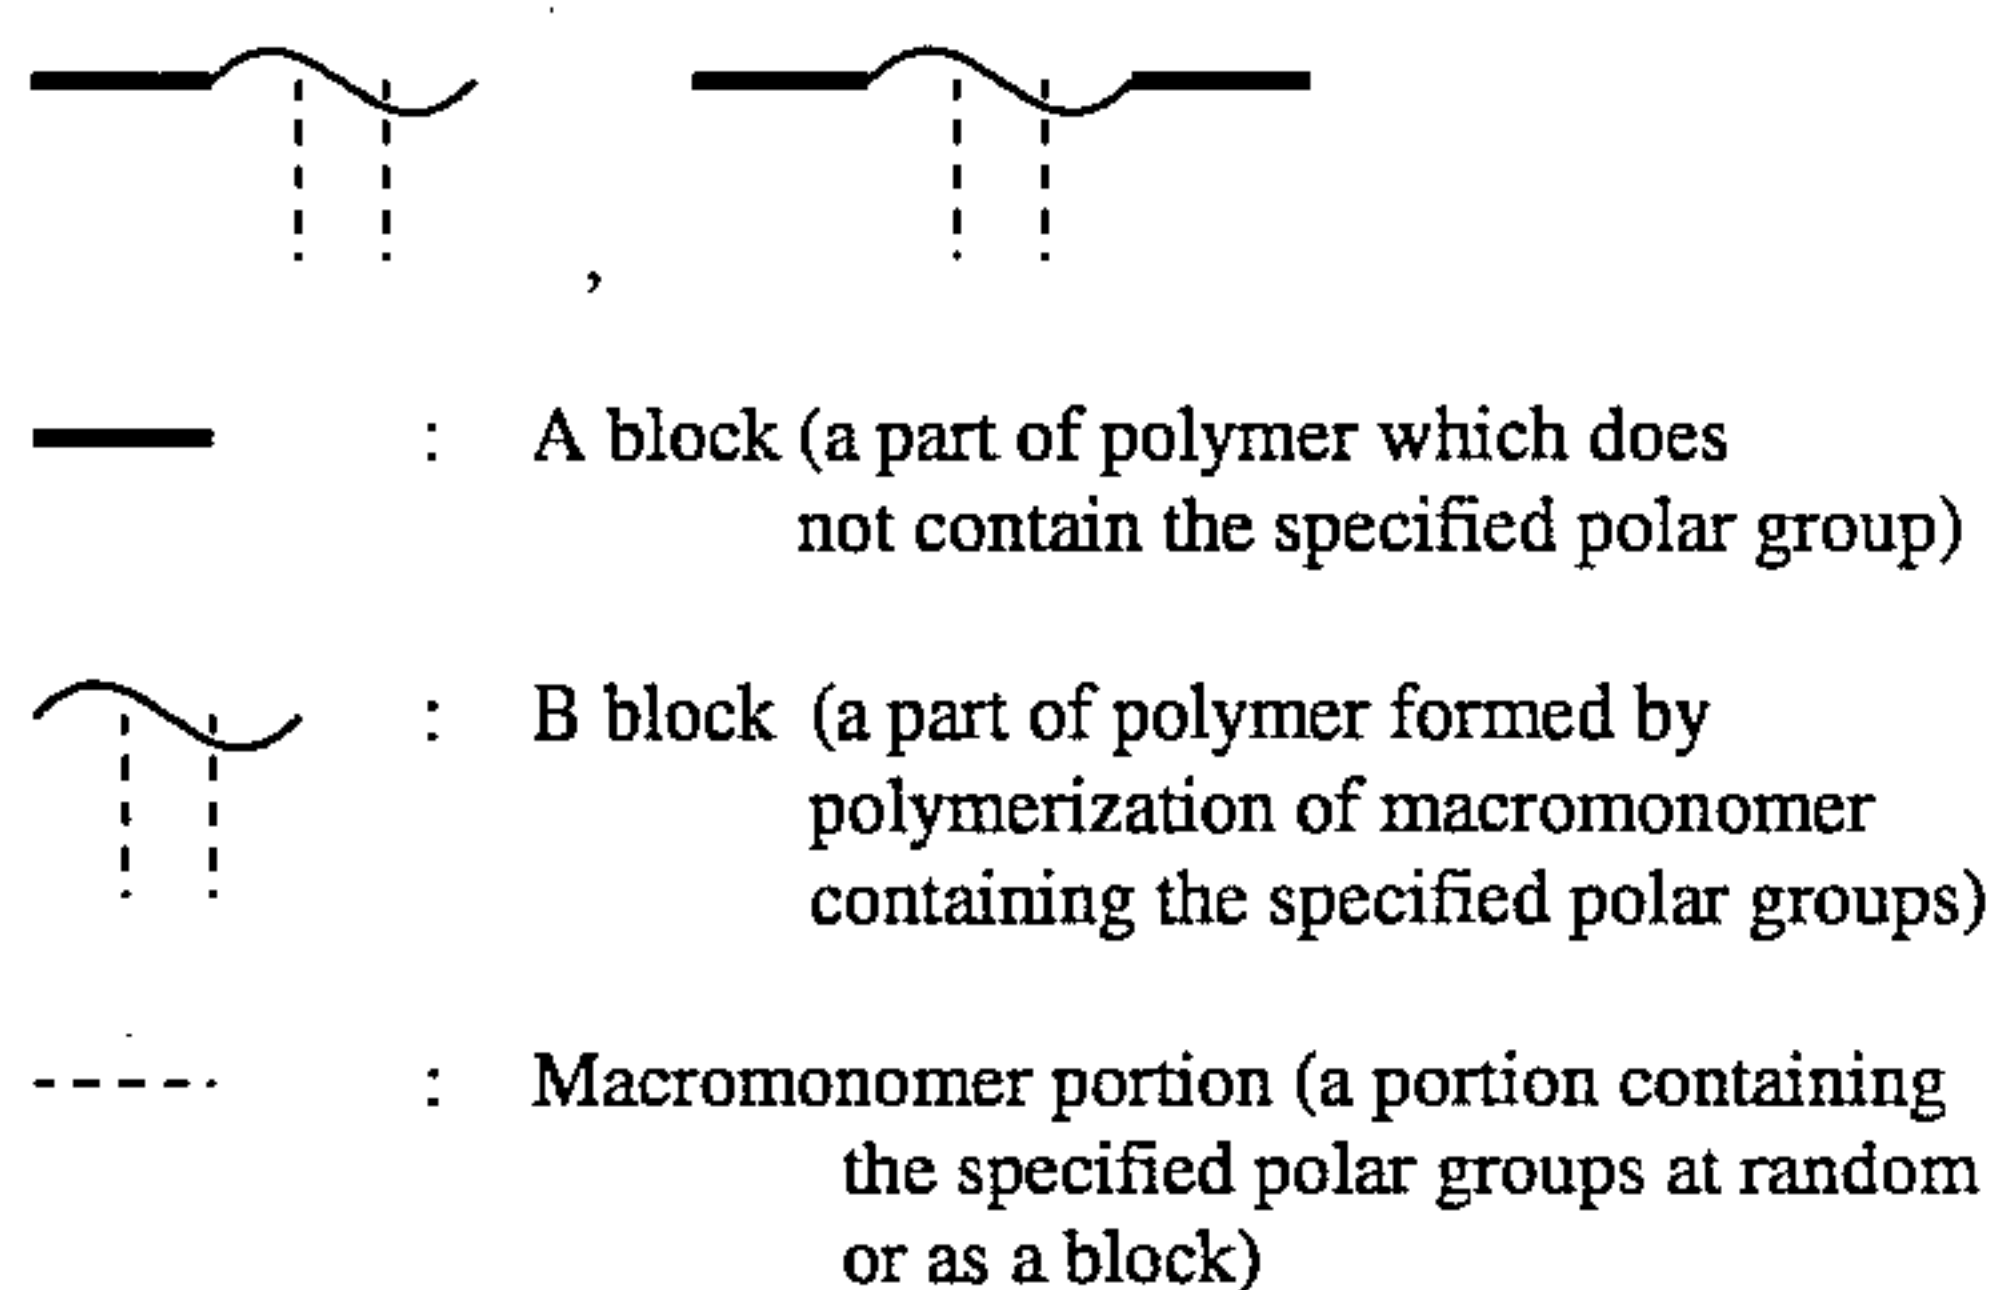 ,
: A block (a part of polymer which does
not contain the specified polar group)
: B block (a part of polymer formed by
polymerization of macromonomer
containing the specified polar groups)
: Macromonomer portion (a portion containing
the specified polar groups at random
or as a block)